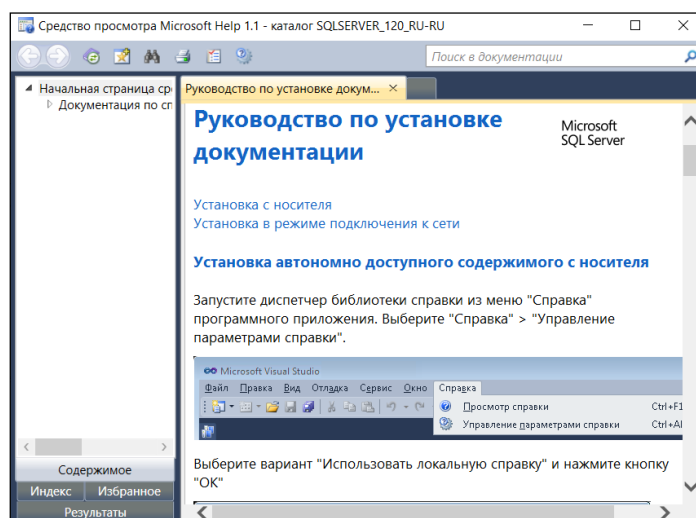 Средство просмотра Microsoft Help 1.1 - каталог SQLSERVER_120_RU-RU
Поиск в документации
Начальная страница
Документация по
Руководство по установке докум...
Руководство по установке
документации
Microsoft
SQL Server
Установка с носителя
Установка в режиме подключения к сети
Установка автономно доступного содержимого с носителя
Запустите диспетчер библиотеки справки из меню "Справка"
программного приложения. Выберите "Справка" > "Управление
параметрами справки".
Microsoft Visual Studio
Файл Правка Вид Отладка Сервис Окно Справка
Просмотр справки Ctrl+F1
Управление параметрами справки
Выберите вариант "Использовать локальную справку" и нажмите кнопку
"ОК"
Содержимое
Индекс Избранное
Результаты